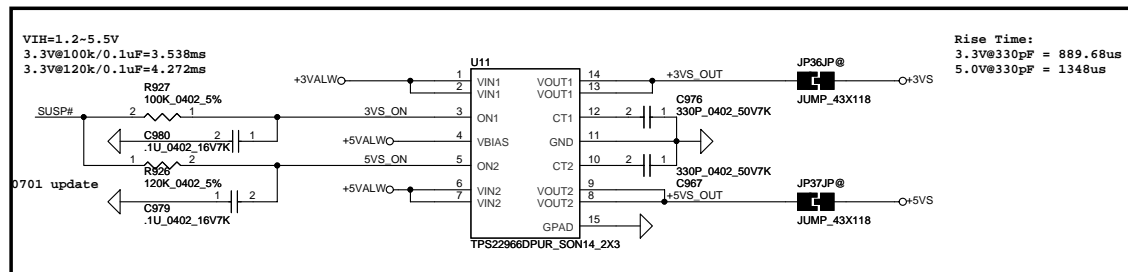 VIH=1.2~5.5V
3.3V@100k/0.1uF=3.538ms
3.3V@120k/0.1uF=4.272ms
Rise Time:
3.3V@330pF = 889.68us
5.0V@330pF = 1348us
U11
JP36JP@
+3VALW
1
2
VIN1
VIN1
VOUT1
VOUT1
14
13
+3VS_OUT
+3VS
JUMP_43X118
R927
100K_0402_5%
C976
330P_0402_50V7K
SUSP#
2
1
3VS_ON
3
ON1
CT1
12
2
1
C980
.1U_0402_16V7K
2
1
+5VALW
4
VBIAS
GND
11
1
2
5VS_ON
5
ON2
CT2
10
2
1
R926
120K_0402_5%
330P_0402_50V7K
C967
0701 update
+5VALW
6
7
VIN2
VIN2
VOUT2
VOUT2
9
8
+5VS_OUT
JP37JP@
+5VS
JUMP_43X118
1
2
C979
.1U_0402_16V7K
GPAD
15
TPS22966DPUR_SON14_2X3